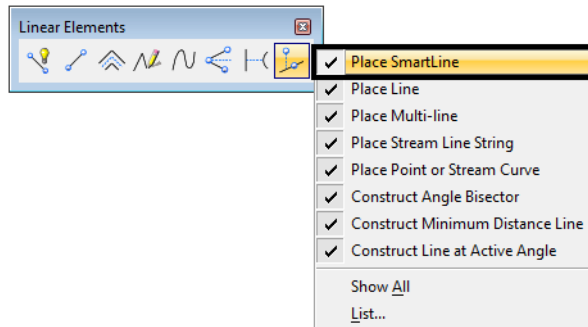 Linear Elements
Place SmartLine
Place Line
Place Multi-line
Place Stream Line String
Place Point or Stream Curve
Construct Angle Bisector
Construct Minimum Distance Line
Construct Line at Active Angle
Show All
List...